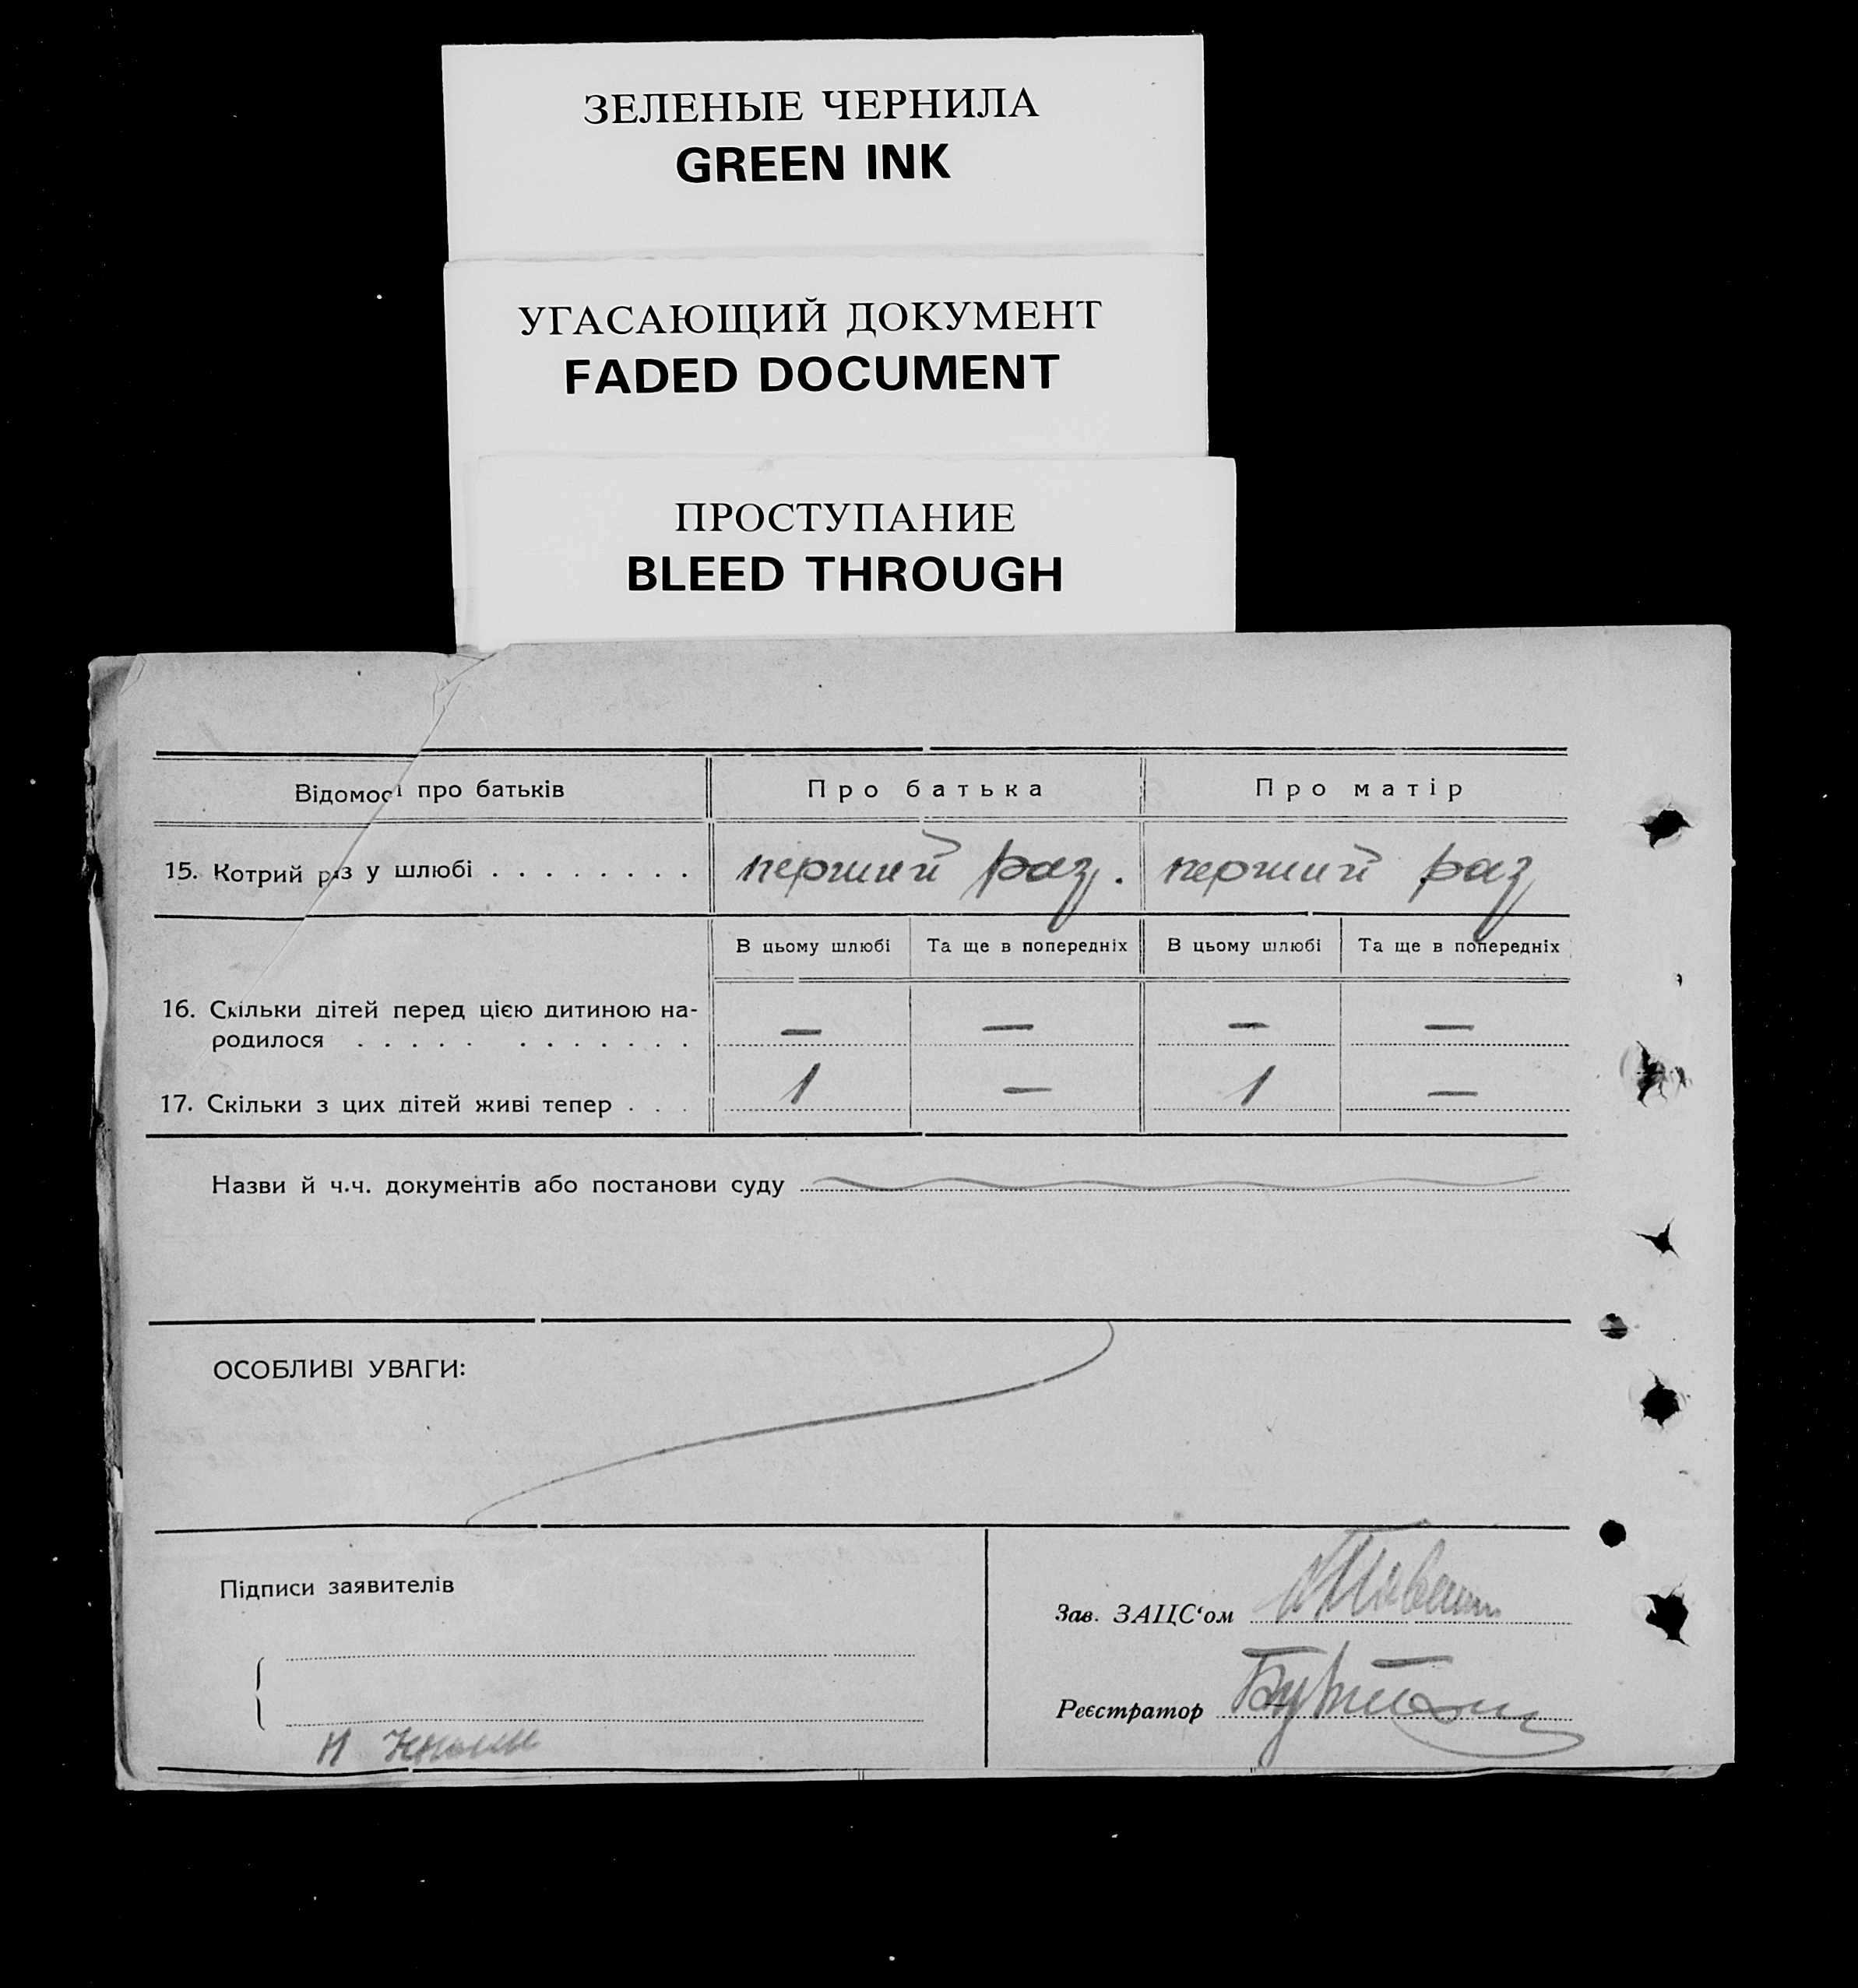 ЗЕЛЕНЫЕ ЧЕРНИЛА
GREEN INK
УГАСАЮЩИЙ ДОКУМЕНТ
FADED DOCUMENT
ПРОСТУПАНИЕ
BLEED THROUGH
Відомості про батьків Про батька Про матір
15. Котрий раз у шлюбі . . . . . . . . перший раз. перший раз
В цьому шлюбі Та ще в попередніх В цьому шлюбі Та ще в попередніх
16. Скільки дітей перед цією дитиною на-
родилося . . . . . . . . . . . . — — — —
17. Скільки з цих дітей живі тепер . . . 1 — 1 —
Назви й ч.ч. документів або постанови суду
ОСОБЛИВІ УВАГИ:
Підписи заявителів
Зав. ЗАЦС‘ом
Реєстратор